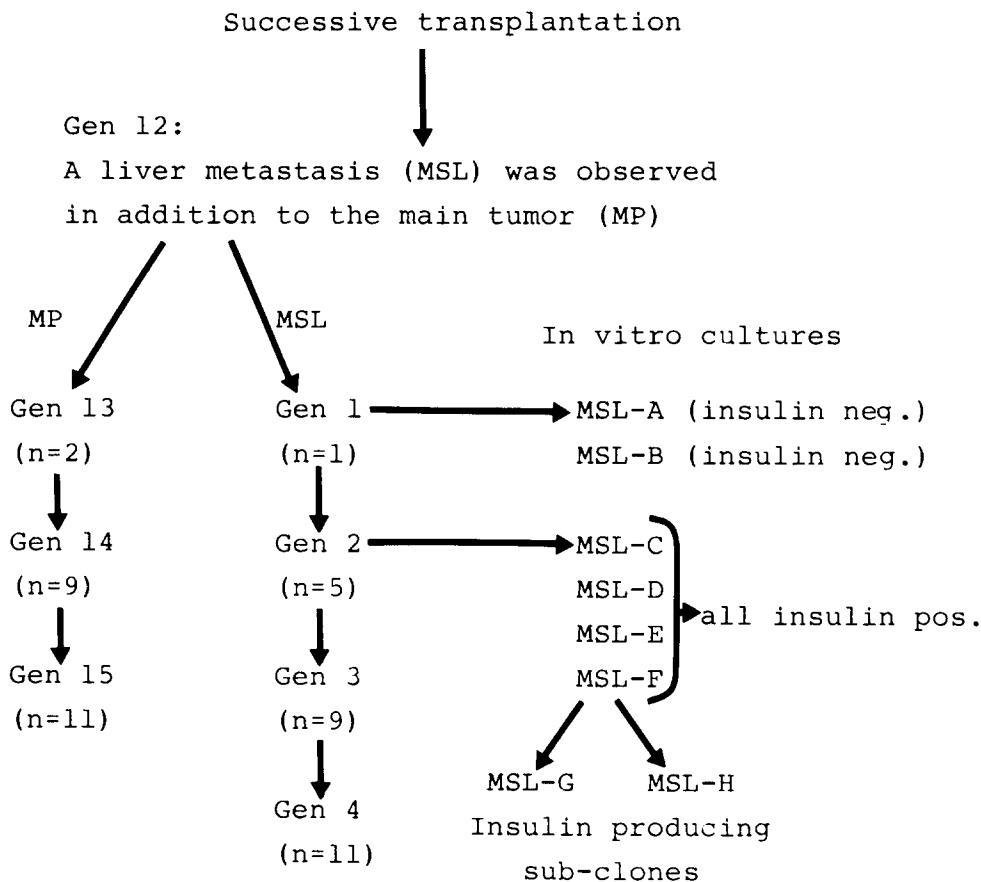 Successive transplantation
Gen 12:
A liver metastasis (MSL) was observed
in addition to the main tumor (MP)
MP
MSL
In vitro cultures
Gen 13
(n=2)
Gen 1
(n=1)
MSL-A (insulin neg.)
MSL-B (insulin neg.)
Gen 14
(n=9)
Gen 2
(n=5)
MSL-C
MSL-D
MSL-E
MSL-F
all insulin pos.
Gen 15
(n=11)
Gen 3
(n=9)
Gen 4
(n=11)
MSL-G
MSL-H
Insulin producing
sub-clones